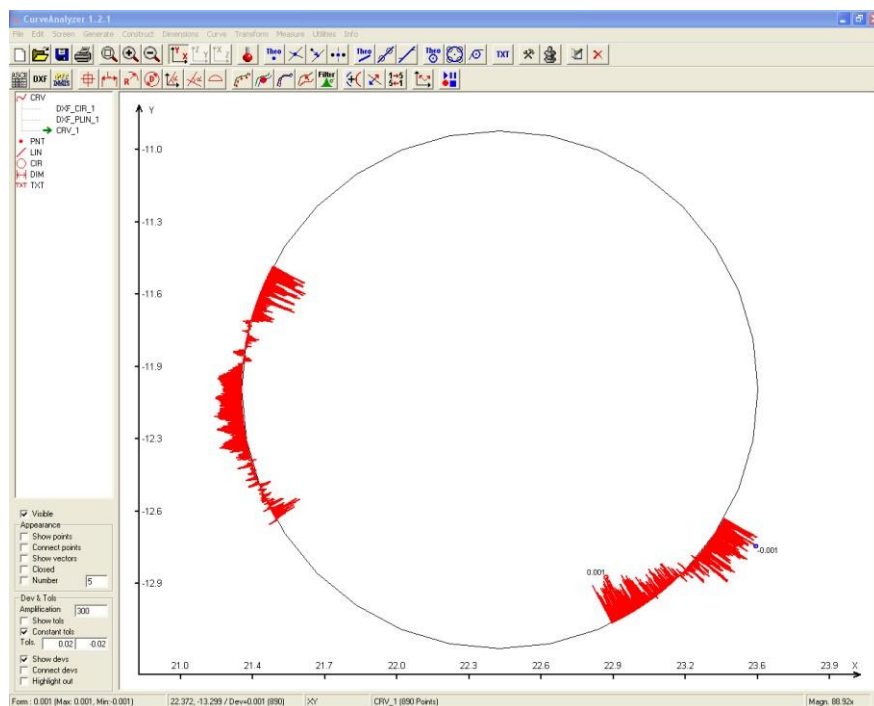 CurveAnalyzer 1.2.1
File Edit Screen Generate Construct Dimensions Curve Transform Measure Utilities Info
Theo Theo Theo TXT
ASCII DXF Filter
CRV
DXF_CIR_1
DXF_PLIN_1
CRV_1
PNT
LIN
CIR
DIM
TXT TXT
Y
-11.0
-11.3
-11.6
-11.9
-12.3
-12.6
-12.9
0.001
-0.001
21.0 21.4 21.7 22.0 22.3 22.6 22.9 23.2 23.6 23.9 X
Visible
Appearance
Show points
Connect points
Show vectors
Closed
Number 5
Dev & Tols
Amplification 300
Show tols
Constant tols
Tols. 0.02 -0.02
Show devs
Connect devs
Highlight out
Form : 0.001 (Max: 0.001, Min:-0.001) 22.372, -13.299 / Dev=0.001 (890) XY CRV_1 (890 Points) Magn. 88.92x